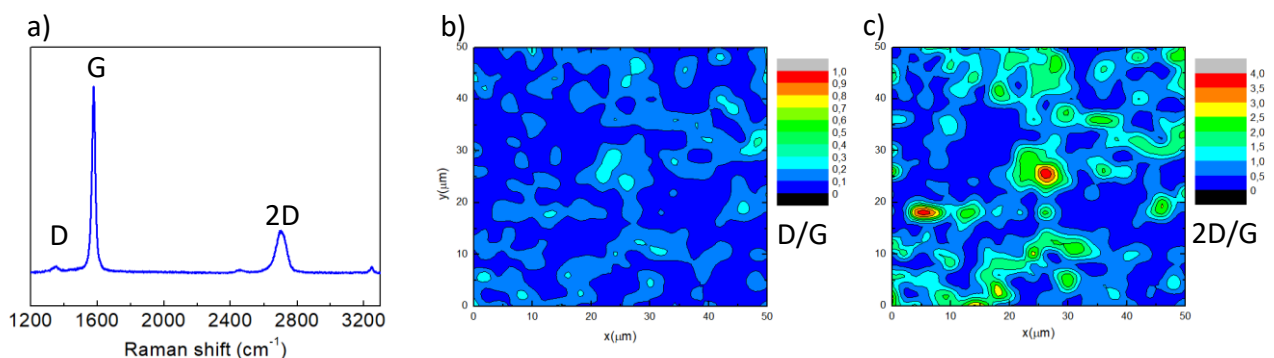 a)
G
D
2D
1200 1600 2000 2400 2800 3200
Raman shift (cm⁻¹)
b)
50
40
30
20
10
0
y(μm)
0 10 20 30 40 50
x(μm)
1,0
0,9
0,8
0,7
0,6
0,5
0,4
0,3
0,2
0,1
0
D/G
c)
50
40
30
20
10
0
0 10 20 30 40 50
x(μm)
4,0
3,5
3,0
2,5
2,0
1,5
1,0
0,5
0
2D/G